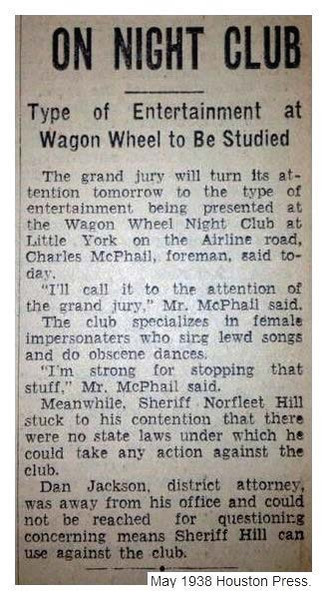 ON NIGHT CLUB
Type of Entertainment at
Wagon Wheel to Be Studied
The grand jury will turn its at-
tention tomorrow to the type of
entertainment being presented at
the Wagon Wheel Night Club at
Little York on the Airline road,
Charles McPhail, foreman, said to-
day.
"I'll call it to the attention of
the grand jury," Mr. McPhail said.
The club specializes in female
impersonaters who sing lewd songs
and do obscene dances.
"I'm strong for stopping that
stuff," Mr. McPhail said.
Meanwhile, Sheriff Norfleet Hill
stuck to his contention that there
were no state laws under which he
could take any action against the
club.
Dan Jackson, district attorney,
was away from his office and could
not be reached for questioning
concerning means Sheriff Hill can
use against the club.
May 1938 Houston Press.